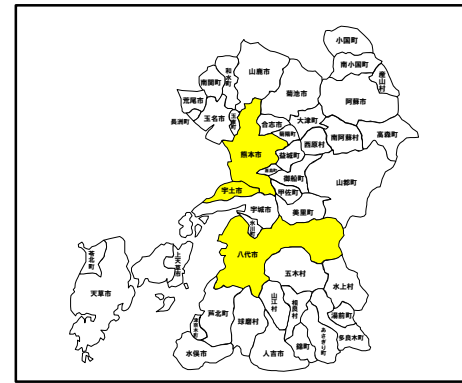 小国町
南小国町
産山村
山鹿市
和水町
南関町
菊池市
阿蘇市
荒尾市
玉名市
玉東町
長洲町
合志市
大津町
菊陽町
高森町
南阿蘇村
西原村
熊本市
益城町
嘉島町
御船町
山都町
甲佐町
宇土市
宇城市
美里町
氷川町
八代市
上天草市
苓北町
天草市
五木村
水上村
山江村
相良村
湯前町
芦北町
津奈木町
球磨村
あさぎり町
多良木町
錦町
水俣市
人吉市